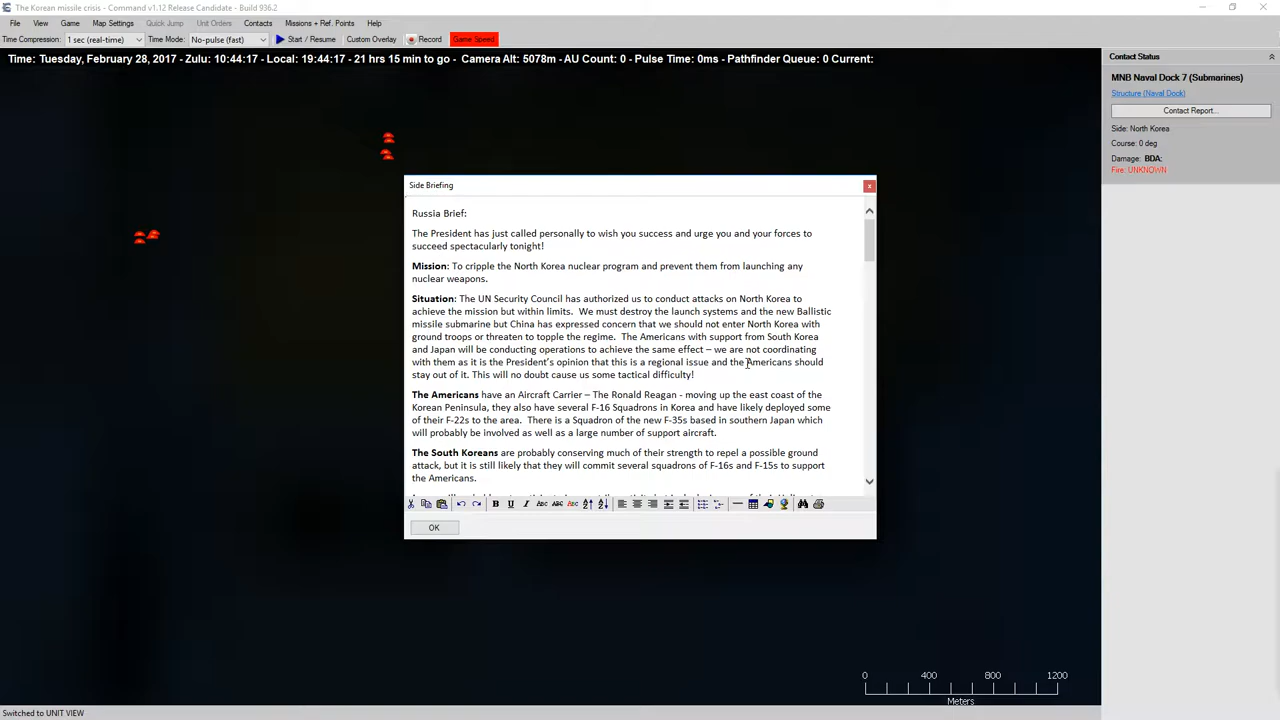 The Korean missile crisis - Command v1.12 Release Candidate - Build 936.2
File View Game Map Settings Quick Jump Unit Orders Contacts Missions + Ref. Points Help
Time Compression: 1 sec (real-time) Time Mode: No-pulse (fast) Start / Resume Custom Overlay Record Game Speed
Time: Tuesday, February 28, 2017 - Zulu: 10:44:17 - Local: 19:44:17 - 21 hrs 15 min to go - Camera Alt: 5078m - AU Count: 0 - Pulse Time: 0ms - Pathfinder Queue: 0 Current:
Contact Status
MNB Naval Dock 7 (Submarines)
Structure (Naval Dock)
Contact Report...
Side: North Korea
Course: 0 deg
Damage: BDA:
Fire: UNKNOWN
Side Briefing
Russia Brief:
The President has just called personally to wish you success and urge you and your forces to
succeed spectacularly tonight!
Mission: To cripple the North Korea nuclear program and prevent them from launching any
nuclear weapons.
Situation: The UN Security Council has authorized us to conduct attacks on North Korea to
achieve the mission but within limits. We must destroy the launch systems and the new Ballistic
missile submarine but China has expressed concern that we should not enter North Korea with
ground troops or threaten to topple the regime. The Americans with support from South Korea
and Japan will be conducting operations to achieve the same effect – we are not coordinating
with them as it is the President's opinion that this is a regional issue and the Americans should
stay out of it. This will no doubt cause us some tactical difficulty!
The Americans have an Aircraft Carrier – The Ronald Reagan - moving up the east coast of the
Korean Peninsula, they also have several F-16 Squadrons in Korea and have likely deployed some
of their F-22s to the area. There is a Squadron of the new F-35s based in southern Japan which
will probably be involved as well as a large number of support aircraft.
The South Koreans are probably conserving much of their strength to repel a possible ground
attack, but it is still likely that they will commit several squadrons of F-16s and F-15s to support
the Americans.
OK
0 400 800 1200
Meters
Switched to UNIT VIEW